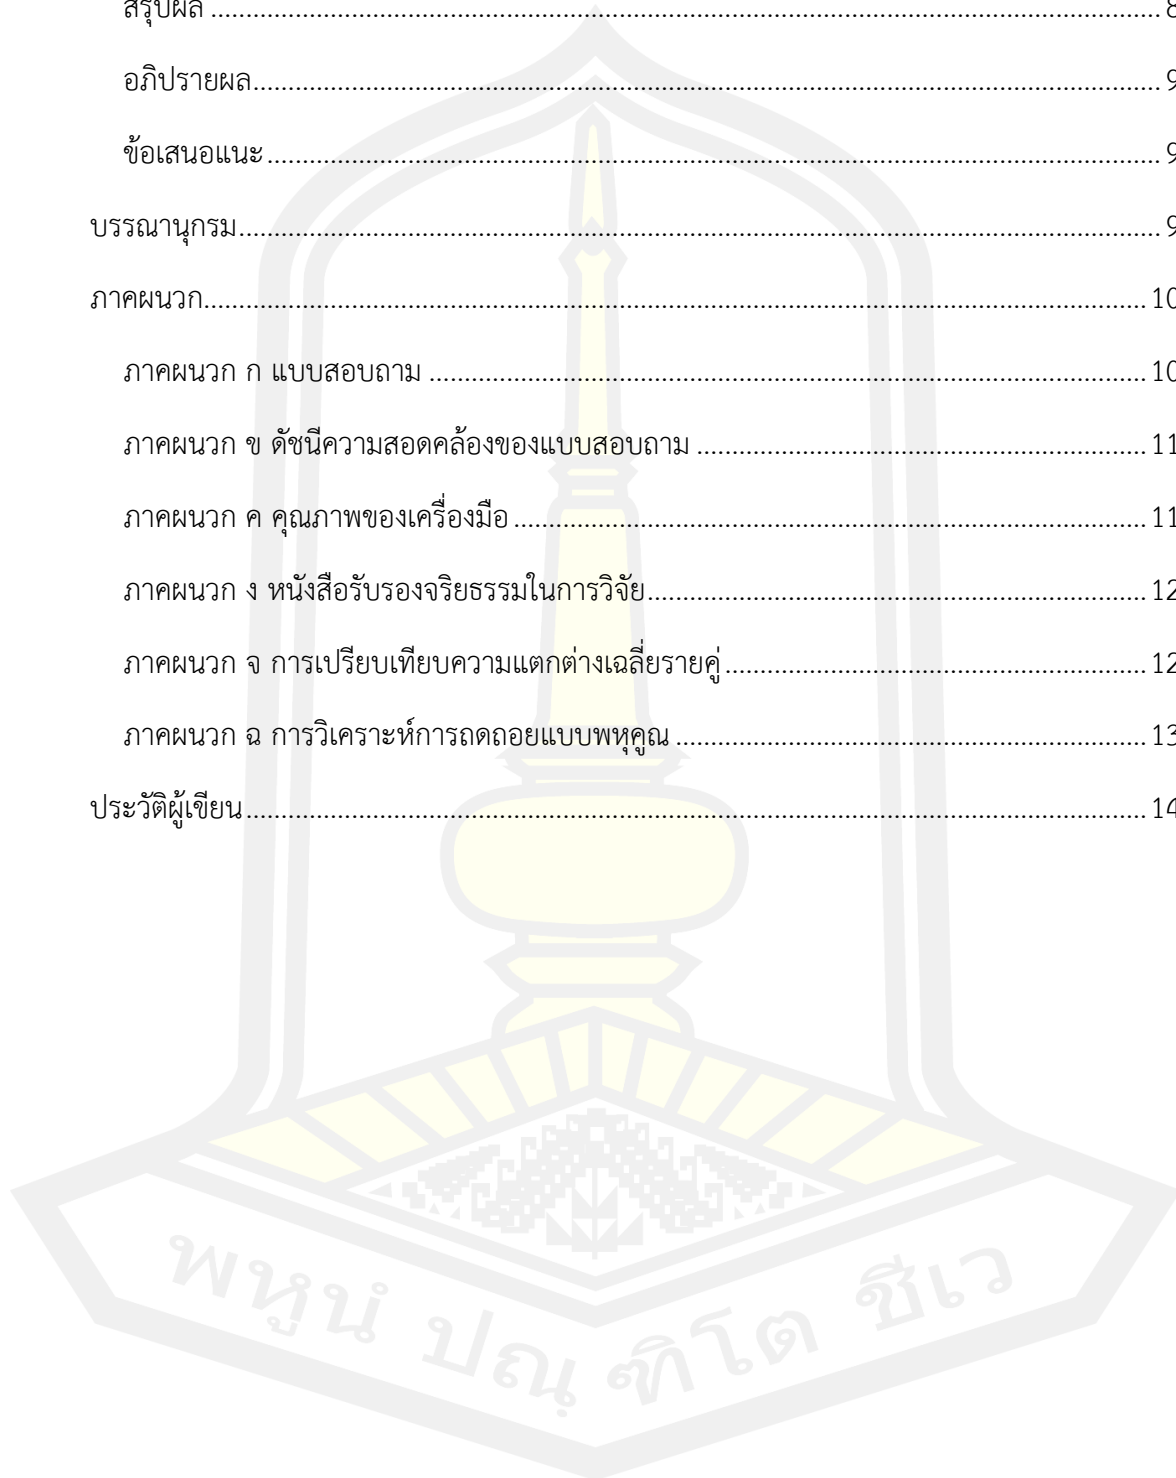 สรุปผล ........ 8
อภิปรายผล ........ 9
ข้อเสนอแนะ ........ 9
บรรณานุกรม ........ 9
ภาคผนวก ........ 10
ภาคผนวก ก แบบสอบถาม ........ 10
ภาคผนวก ข ดัชนีความสอดคล้องของแบบสอบถาม ........ 11
ภาคผนวก ค คุณภาพของเครื่องมือ ........ 11
ภาคผนวก ง หนังสือรับรองจริยธรรมในการวิจัย ........ 12
ภาคผนวก จ การเปรียบเทียบความแตกต่างเฉลี่ยรายคู่ ........ 12
ภาคผนวก ฉ การวิเคราะห์การถดถอยแบบพหุคูณ ........ 13
ประวัติผู้เขียน ........ 14
พหูนํ ปณฺฑิโต ชีเว